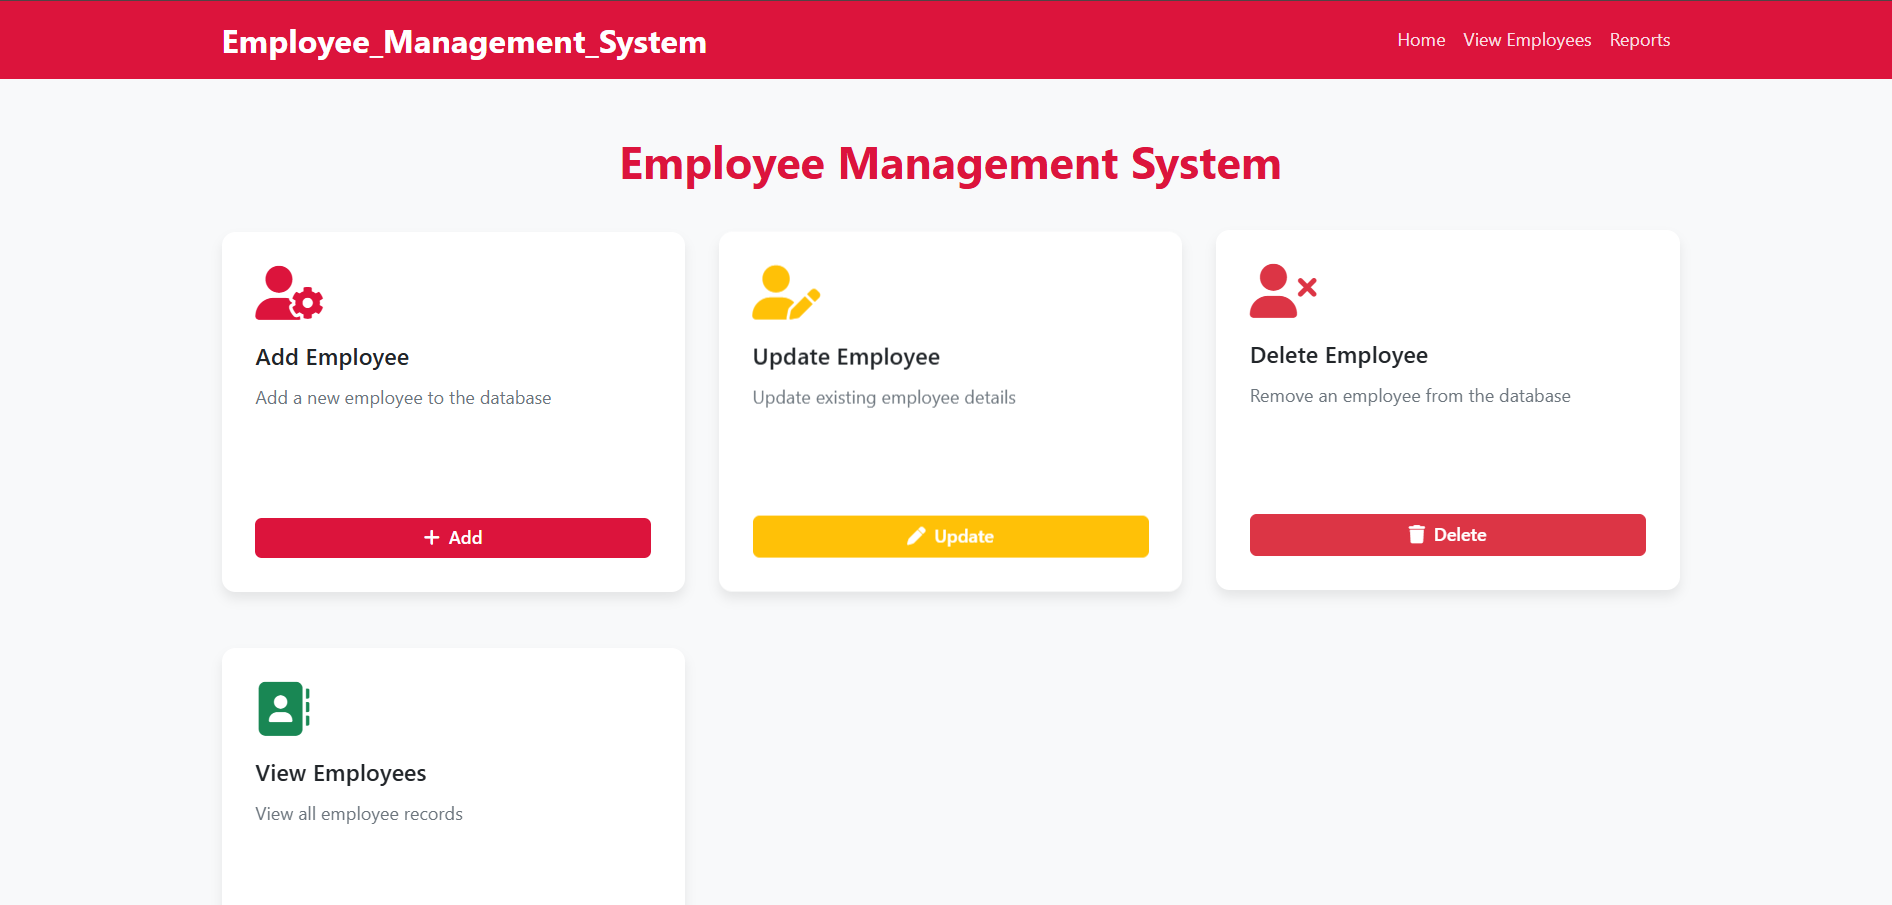 Employee_Management_System
Home View Employees Reports
Employee Management System
Add Employee
Add a new employee to the database
Add
Update Employee
Update existing employee details
Update
Delete Employee
Remove an employee from the database
Delete
View Employees
View all employee records